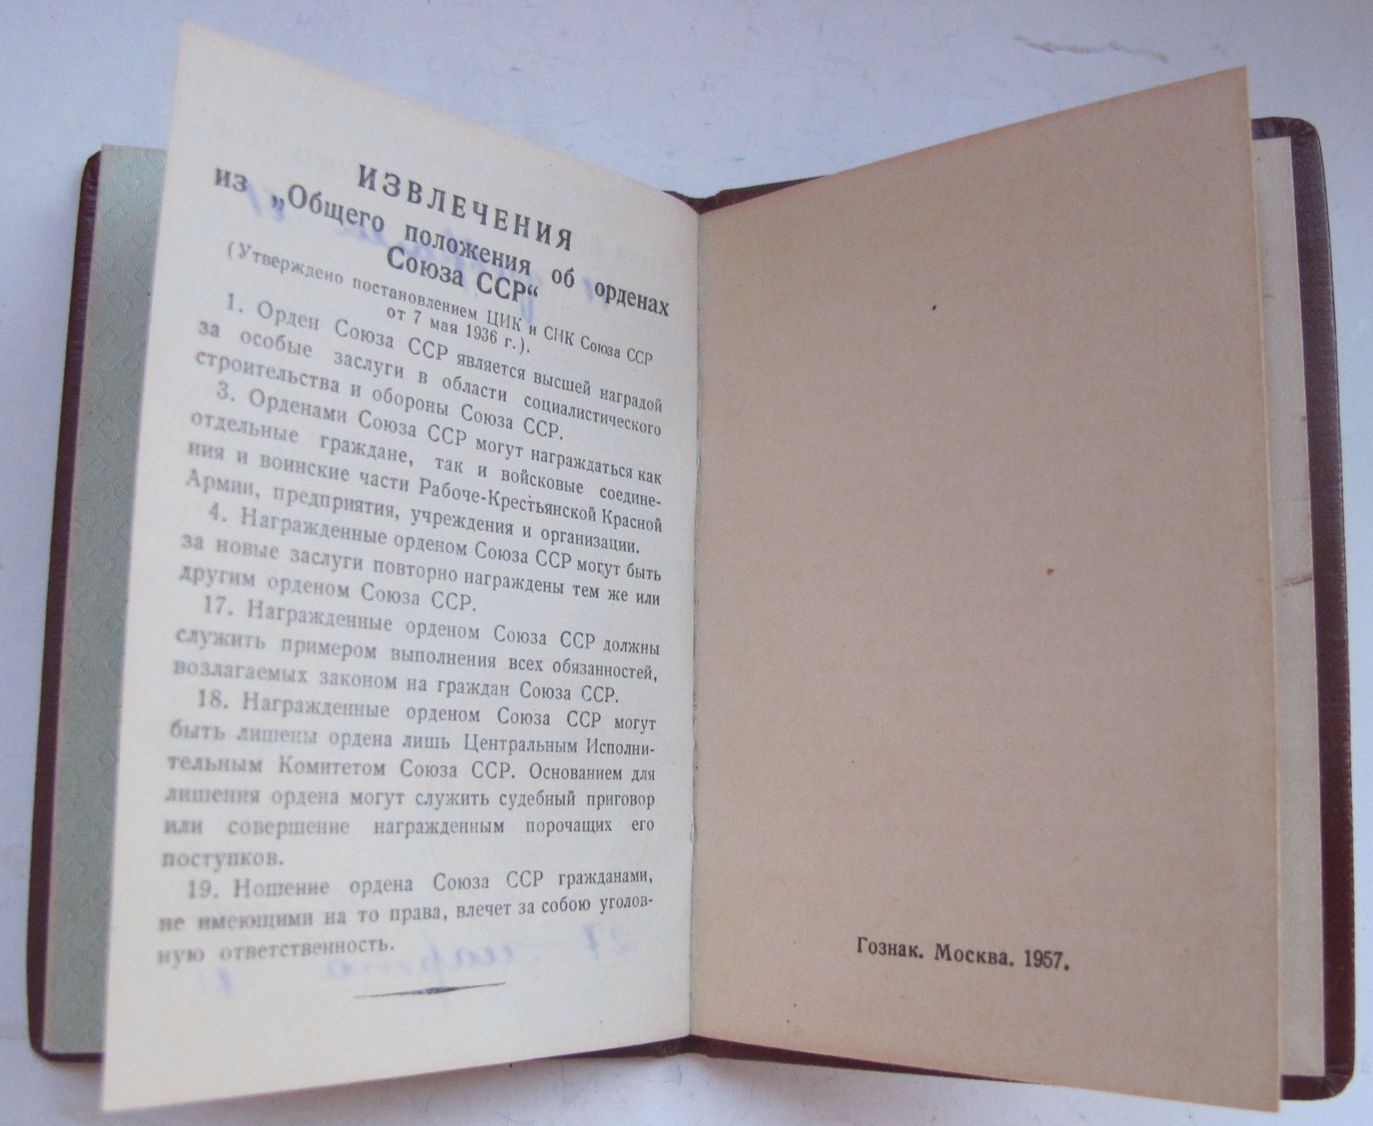 ИЗВЛЕЧЕНИЯ
из „Общего положения об орденах
Союза ССР“
(Утверждено постановлением ЦИК и СНК Союза ССР
от 7 мая 1936 г.).
1. Орден Союза ССР является высшей наградой
за особые заслуги в области социалистического
строительства и обороны Союза ССР.
3. Орденами Союза ССР могут награждаться как
отдельные граждане, так и войсковые соедине-
ния и воинские части Рабоче-Крестьянской Красной
Армии, предприятия, учреждения и организации.
4. Награжденные орденом Союза ССР могут быть
за новые заслуги повторно награждены тем же или
другим орденом Союза ССР.
17. Награжденные орденом Союза ССР должны
служить примером выполнения всех обязанностей,
возлагаемых законом на граждан Союза ССР.
18. Награжденные орденом Союза ССР могут
быть лишены ордена лишь Центральным Исполни-
тельным Комитетом Союза ССР. Основанием для
лишения ордена могут служить судебный приговор
или совершение награжденным порочащих его
поступков.
19. Ношение ордена Союза ССР гражданами,
не имеющими на то права, влечет за собою уголов-
ную ответственность.
Гознак. Москва. 1957.